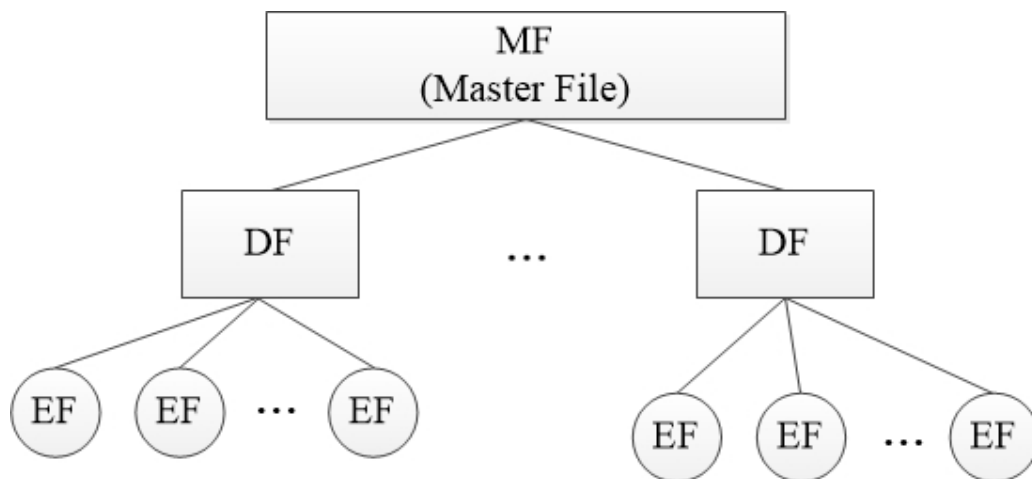 MF
(Master File)
DF ... DF
EF EF ... EF
EF EF ... EF